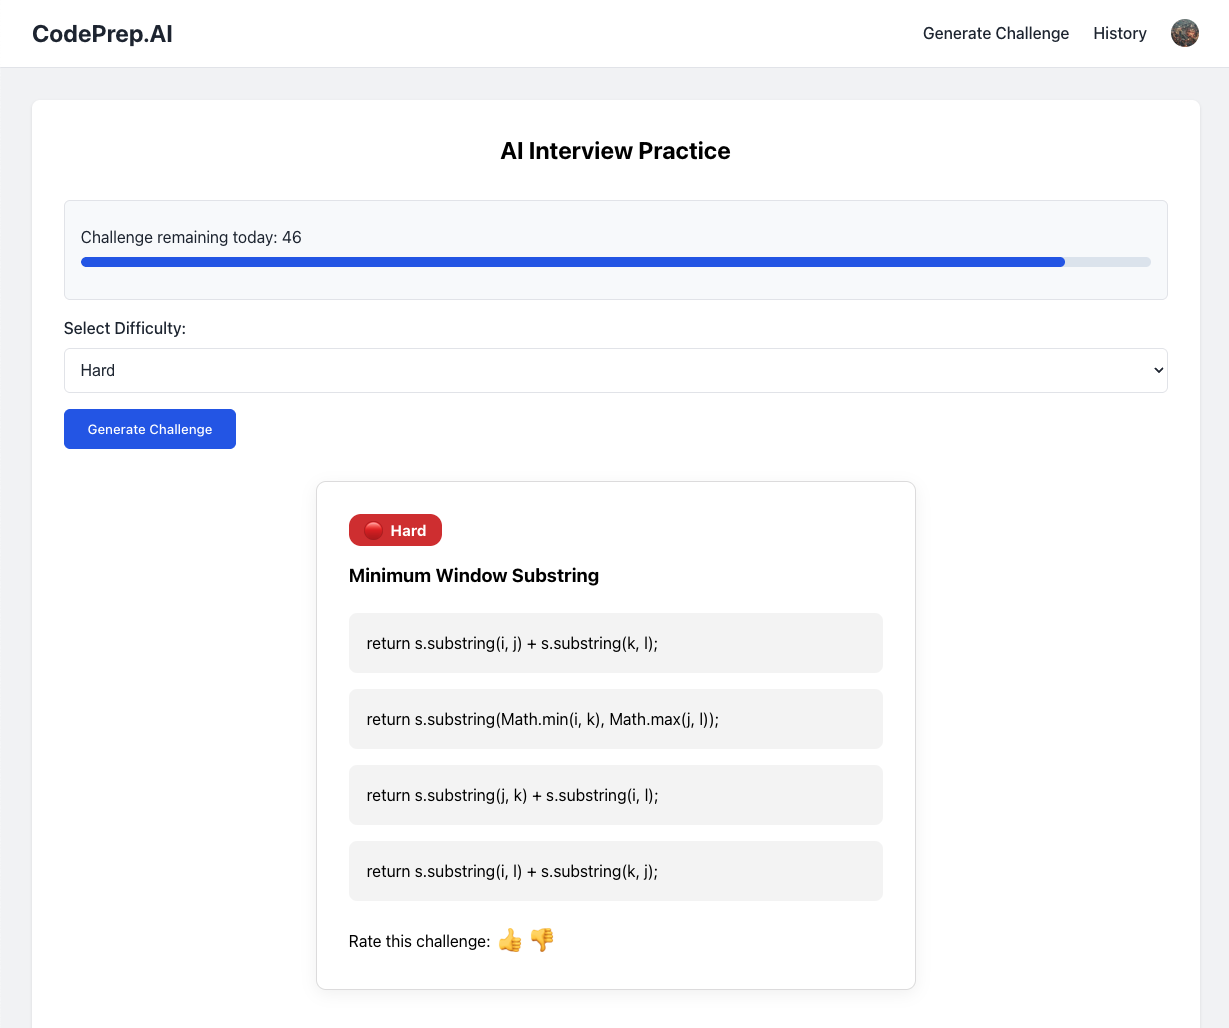 CodePrep.AI
Generate Challenge
History
AI Interview Practice
Challenge remaining today: 46
Select Difficulty:
Hard
Generate Challenge
Hard
Minimum Window Substring
return s.substring(i, j) + s.substring(k, l);
return s.substring(Math.min(i, k), Math.max(j, l));
return s.substring(j, k) + s.substring(i, l);
return s.substring(i, l) + s.substring(k, j);
Rate this challenge: